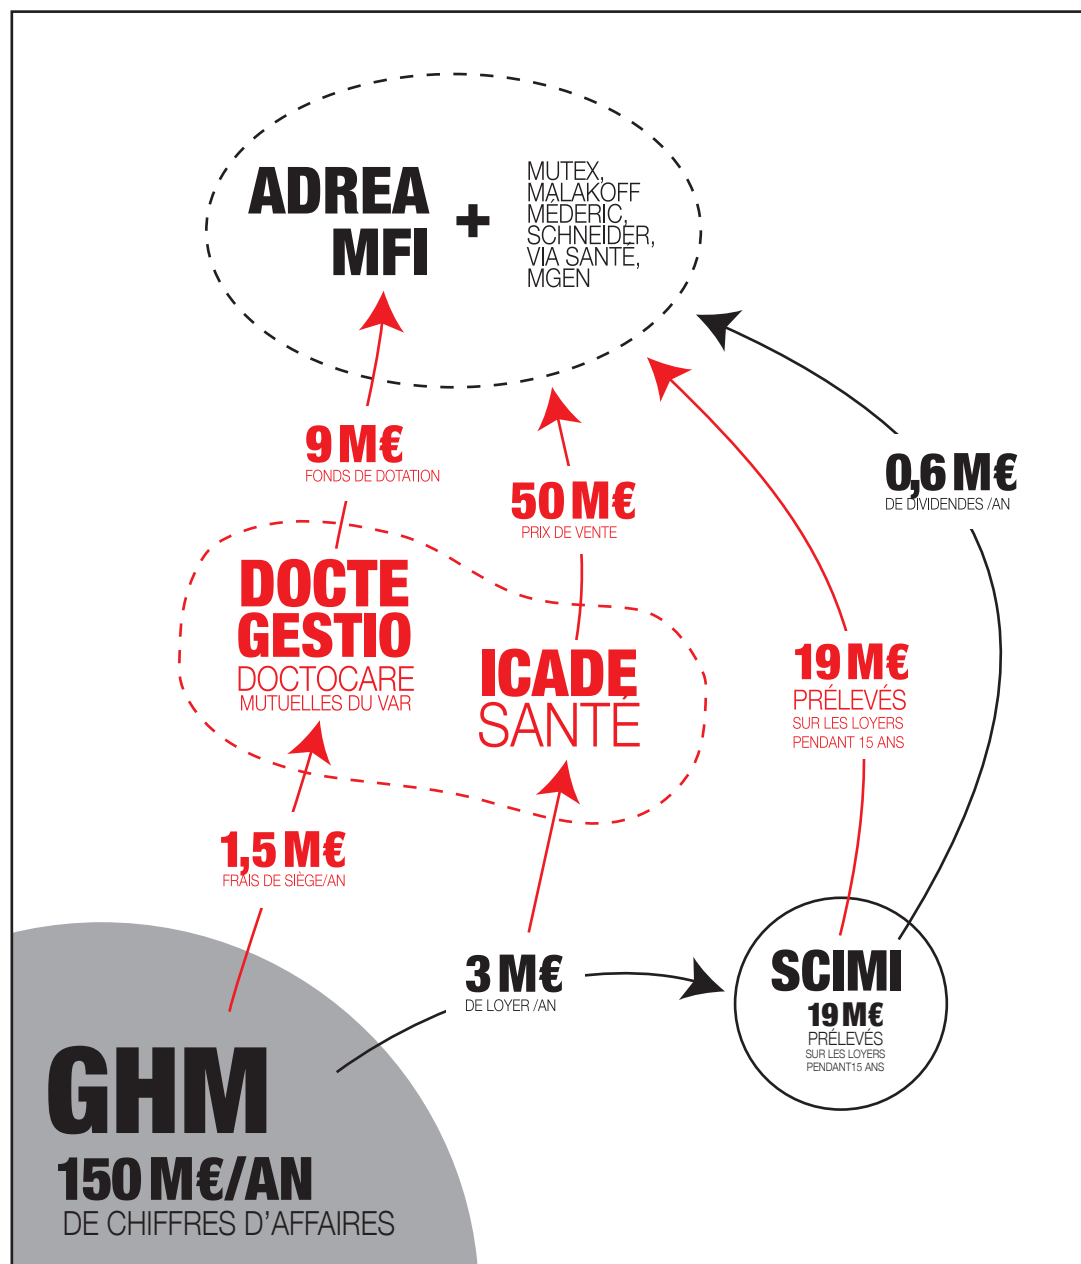 ADREA
MFI
+
MUTEX,
MALAKOFF
MÉDERIC,
SCHNEIDER,
VIA SANTÉ,
MGEN
9 M€
FONDS DE DOTATION
50 M€
PRIX DE VENTE
0,6 M€
DE DIVIDENDES /AN
DOCTE
GESTIO
DOCTOCARE
MUTUELLES DU VAR
ICADE
SANTÉ
19 M€
PRÉLEVÉS
SUR LES LOYERS
PENDANT 15 ANS
1,5 M€
FRAIS DE SIÈGE/AN
3 M€
DE LOYER /AN
SCIMI
19 M€
PRÉLEVÉS
SUR LES LOYERS
PENDANT15 ANS
GHM
150 M€/AN
DE CHIFFRES D'AFFAIRES